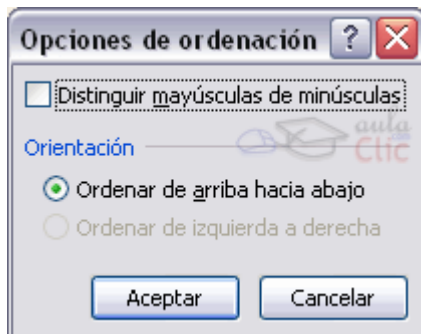 Opciones de ordenación
Distinguir mayúsculas de minúsculas
aula
.com
Clic
Orientación
Ordenar de arriba hacia abajo
Ordenar de izquierda a derecha
Aceptar
Cancelar